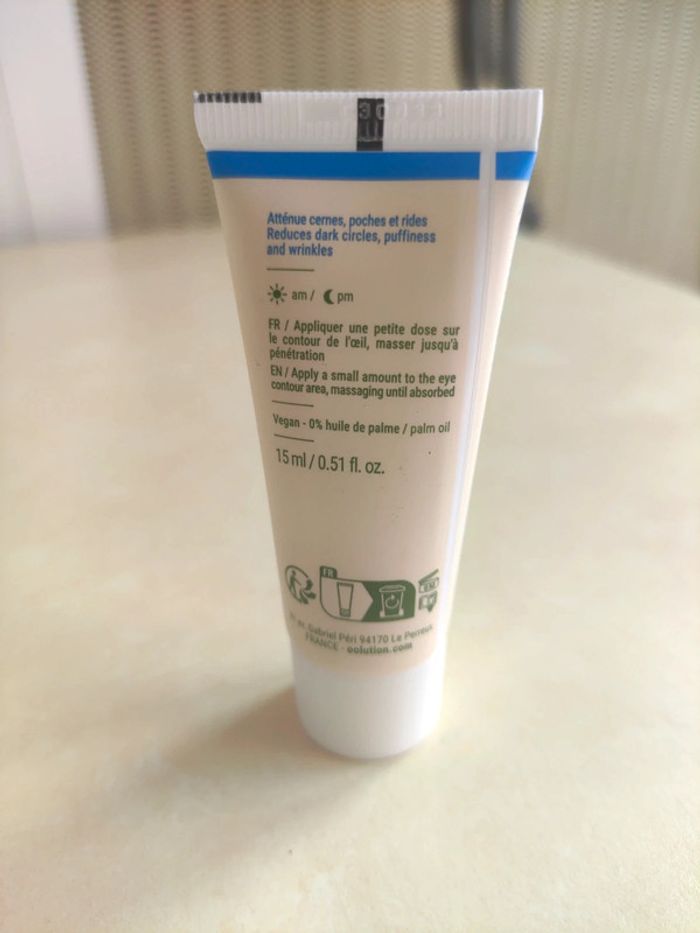 Atténue cernes, poches et rides
Reduces dark circles, puffiness
and wrinkles
am / pm
FR / Appliquer une petite dose sur
le contour de l'œil, masser jusqu'à
pénétration
EN / Apply a small amount to the eye
contour area, massaging until absorbed
Vegan - 0% huile de palme / palm oil
15 ml / 0.51 fl. oz.
FR
av. Gabriel Péri 94170 Le Perreux
FRANCE - oolution.com